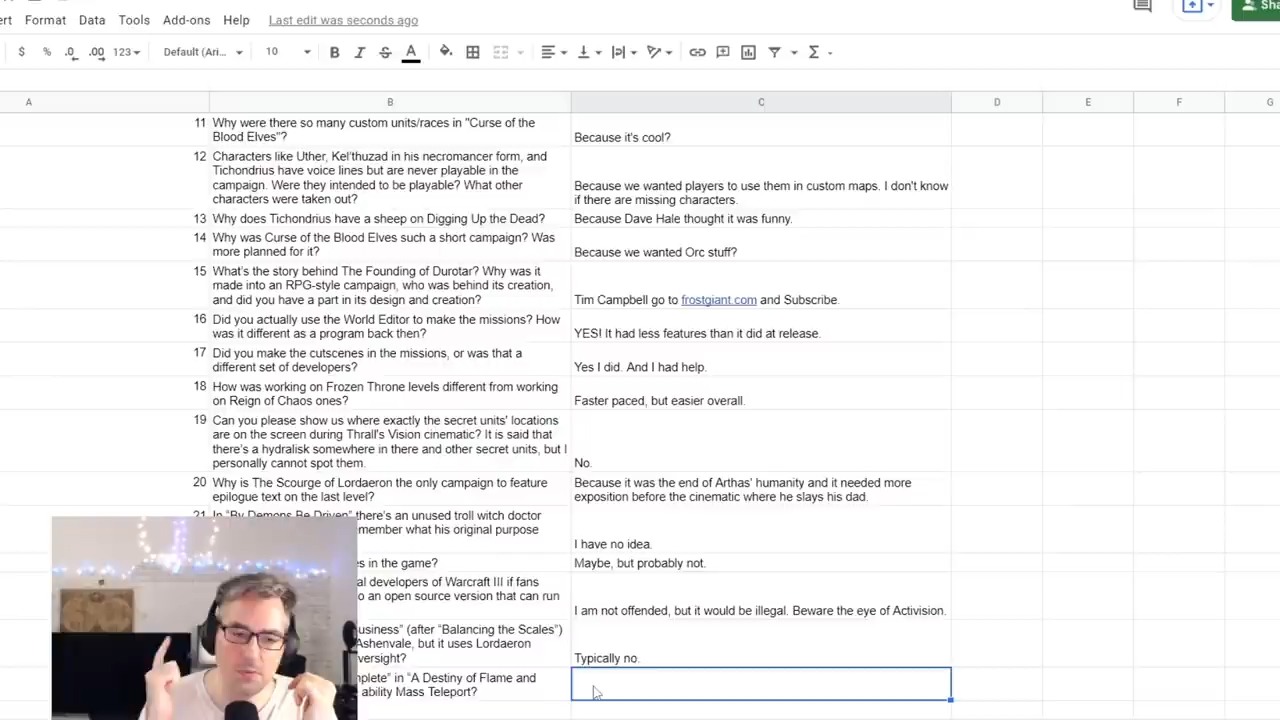 Format Data Tools Add-ons Help Last edit was seconds ago
$ % .0 .00 123 Default (Ari... 10 B I S A
A B C D E F G
11 Why were there so many custom units/races in "Curse of the
Blood Elves"?
Because it's cool?
12 Characters like Uther, Kel'thuzad in his necromancer form, and
Tichondrius have voice lines but are never playable in the
campaign. Were they intended to be playable? What other
characters were taken out?
Because we wanted players to use them in custom maps. I don't know
if there are missing characters.
13 Why does Tichondrius have a sheep on Digging Up the Dead?
Because Dave Hale thought it was funny.
14 Why was Curse of the Blood Elves such a short campaign? Was
more planned for it?
Because we wanted Orc stuff?
15 What's the story behind The Founding of Durotar? Why was it
made into an RPG-style campaign, who was behind its creation,
and did you have a part in its design and creation?
Tim Campbell go to frostgiant.com and Subscribe.
16 Did you actually use the World Editor to make the missions? How
was it different as a program back then?
YES! It had less features than it did at release.
17 Did you make the cutscenes in the missions, or was that a
different set of developers?
Yes I did. And I had help.
18 How was working on Frozen Throne levels different from working
on Reign of Chaos ones?
Faster paced, but easier overall.
19 Can you please show us where exactly the secret units' locations
are on the screen during Thrall's Vision cinematic? It is said that
there's a hydralisk somewhere in there and other secret units, but I
personally cannot spot them.
No.
20 Why is The Scourge of Lordaeron the only campaign to feature
epilogue text on the last level?
Because it was the end of Arthas' humanity and it needed more
exposition before the cinematic where he slays his dad.
21 In "By Demons Be Driven" there's an unused troll witch doctor
what his original purpose
I have no idea.
in the game?
Maybe, but probably not.
developers of Warcraft III if fans
an open source version that can run
I am not offended, but it would be illegal. Beware the eye of Activision.
(after "Balancing the Scales")
Ashenvale, but it uses Lordaeron
Typically no.
in "A Destiny of Flame and
ability Mass Teleport?